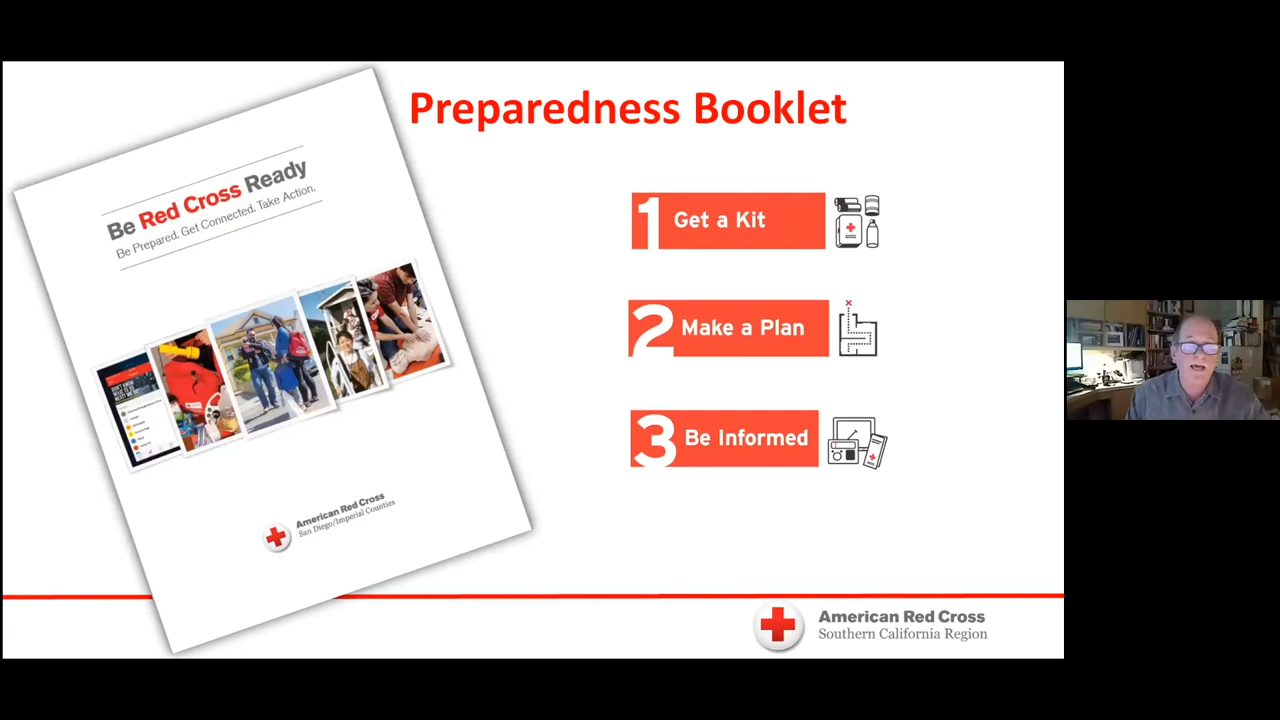 Preparedness Booklet
Be Red Cross Ready
Be Prepared. Get Connected. Take Action.
American Red Cross
San Diego/Imperial Counties
1 Get a Kit
2 Make a Plan
3 Be Informed
American Red Cross
Southern California Region